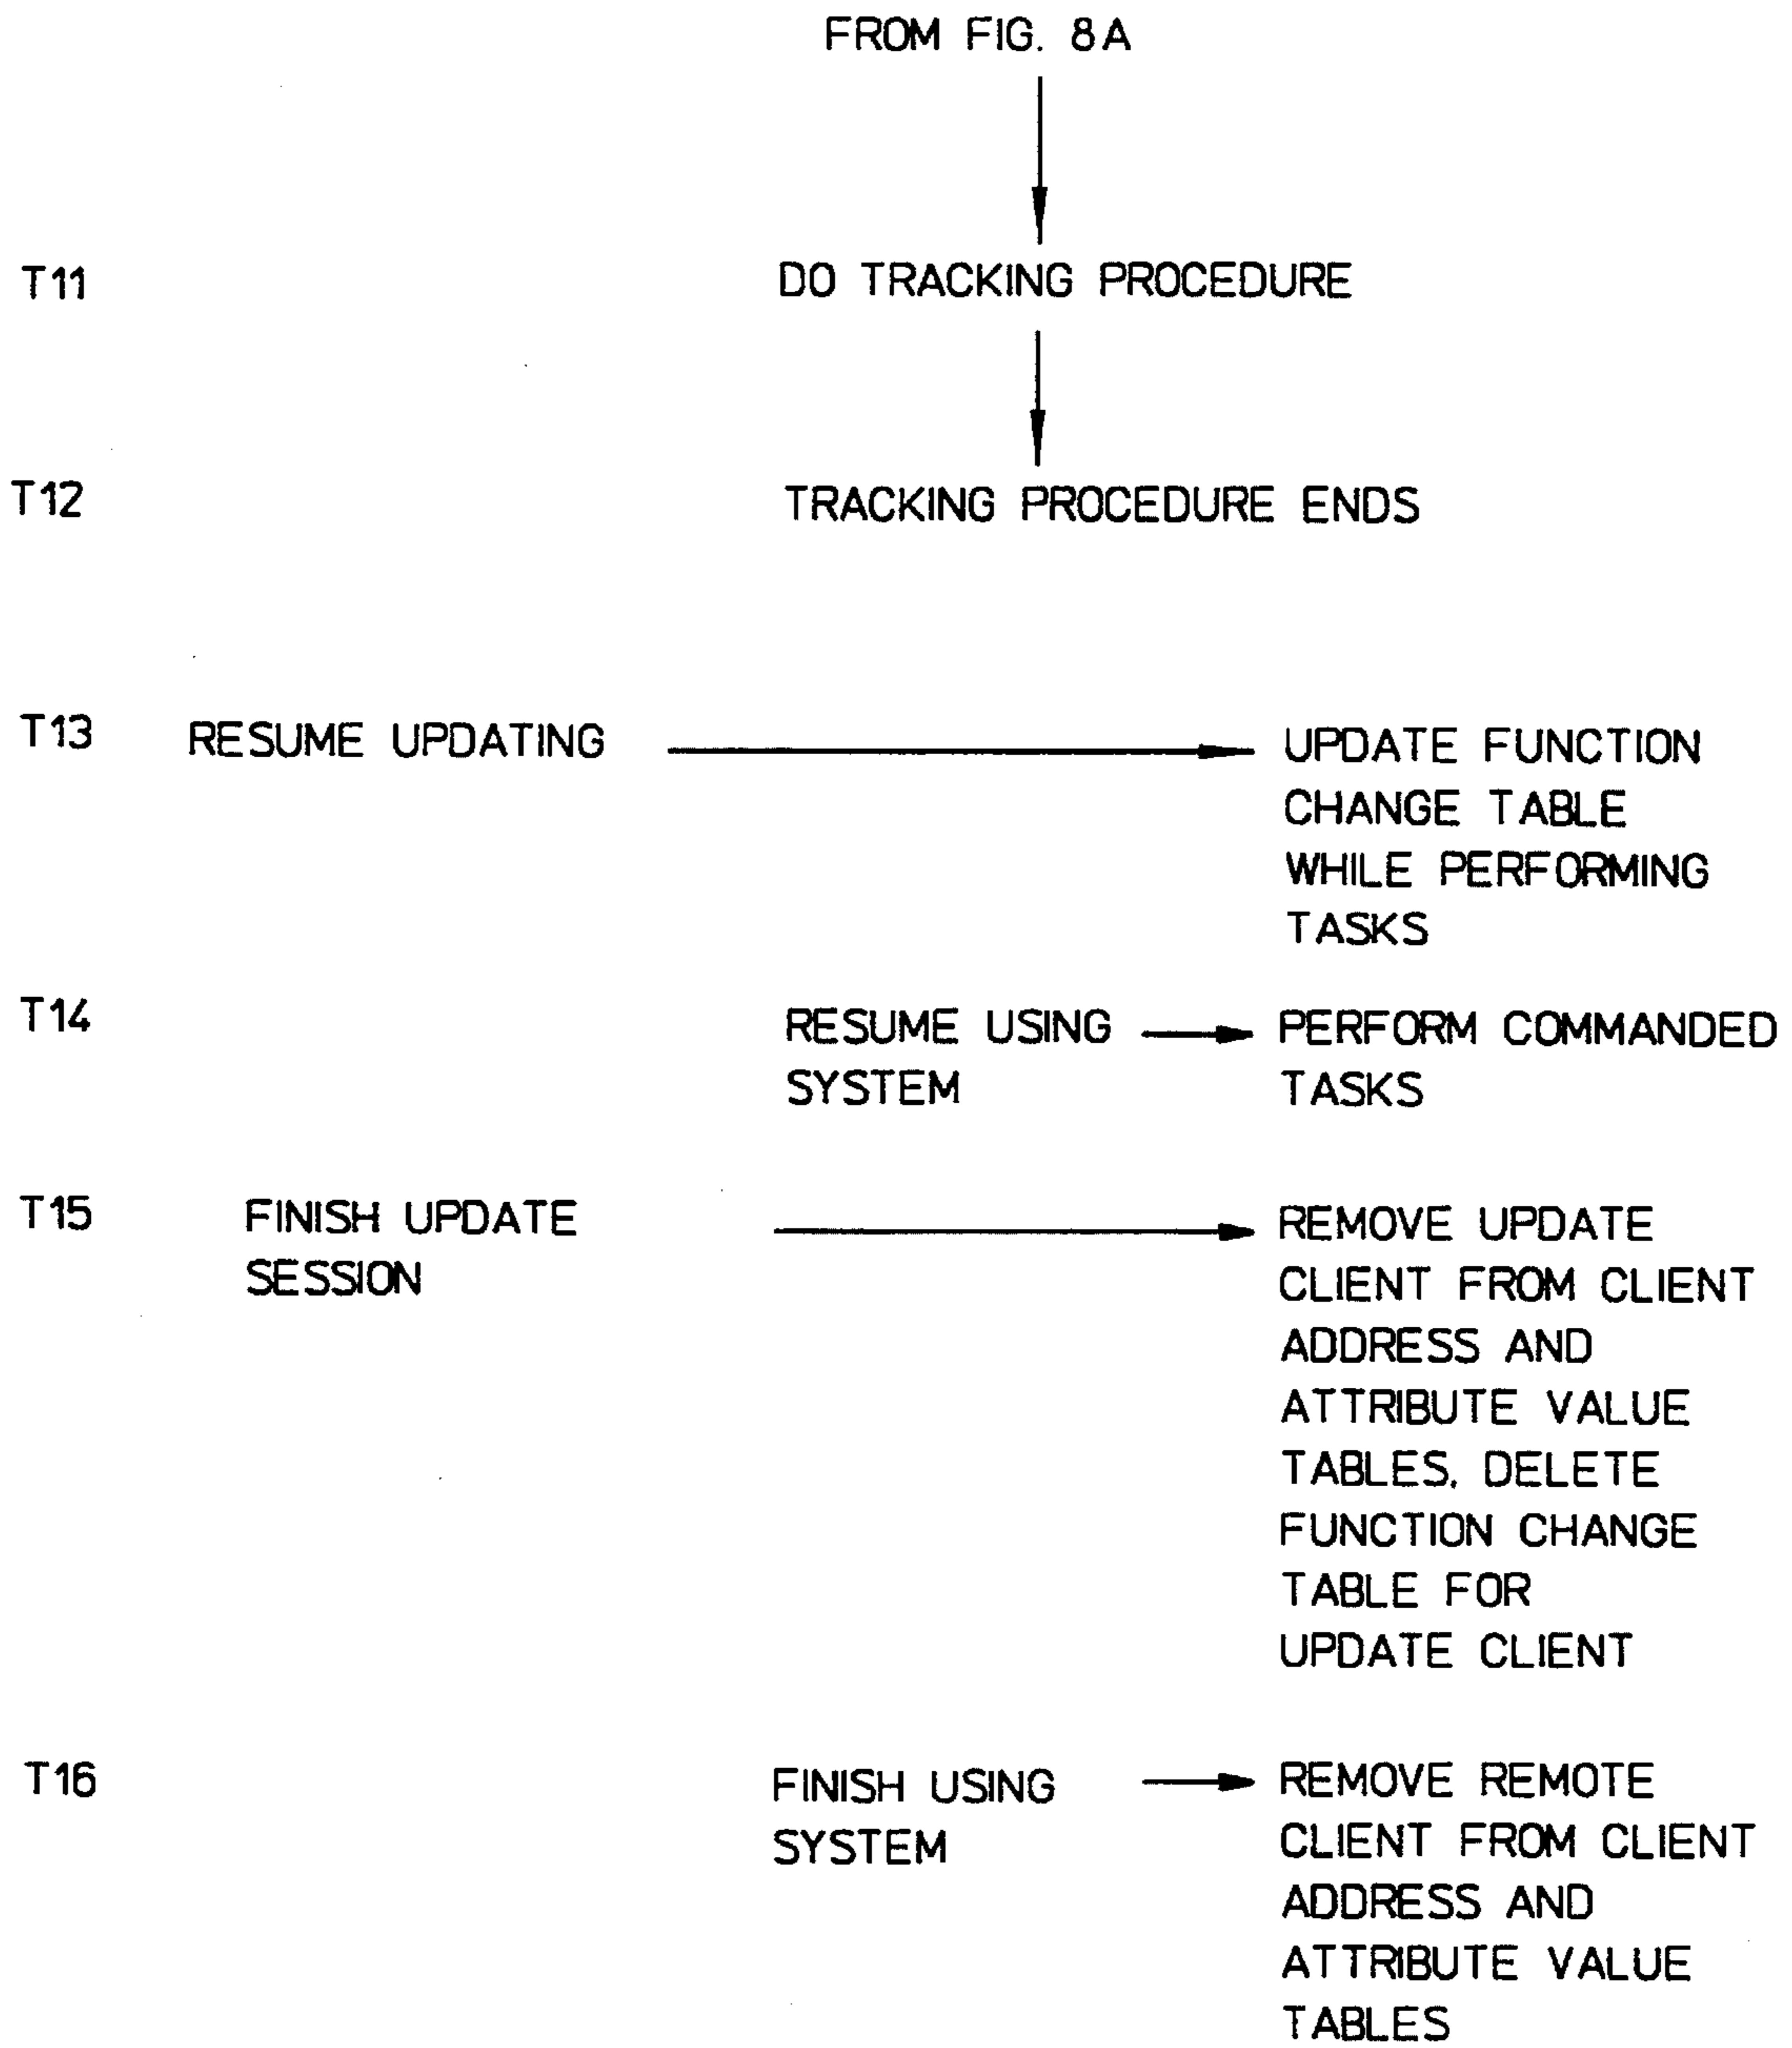 FROM FIG. 8A
T11 DO TRACKING PROCEDURE
T12 TRACKING PROCEDURE ENDS
T13 RESUME UPDATING UPDATE FUNCTION
CHANGE TABLE
WHILE PERFORMING
TASKS
T14 RESUME USING PERFORM COMMANDED
SYSTEM TASKS
T15 FINISH UPDATE REMOVE UPDATE
SESSION CLIENT FROM CLIENT
ADDRESS AND
ATTRIBUTE VALUE
TABLES, DELETE
FUNCTION CHANGE
TABLE FOR
UPDATE CLIENT
T16 FINISH USING REMOVE REMOTE
SYSTEM CLIENT FROM CLIENT
ADDRESS AND
ATTRIBUTE VALUE
TABLES